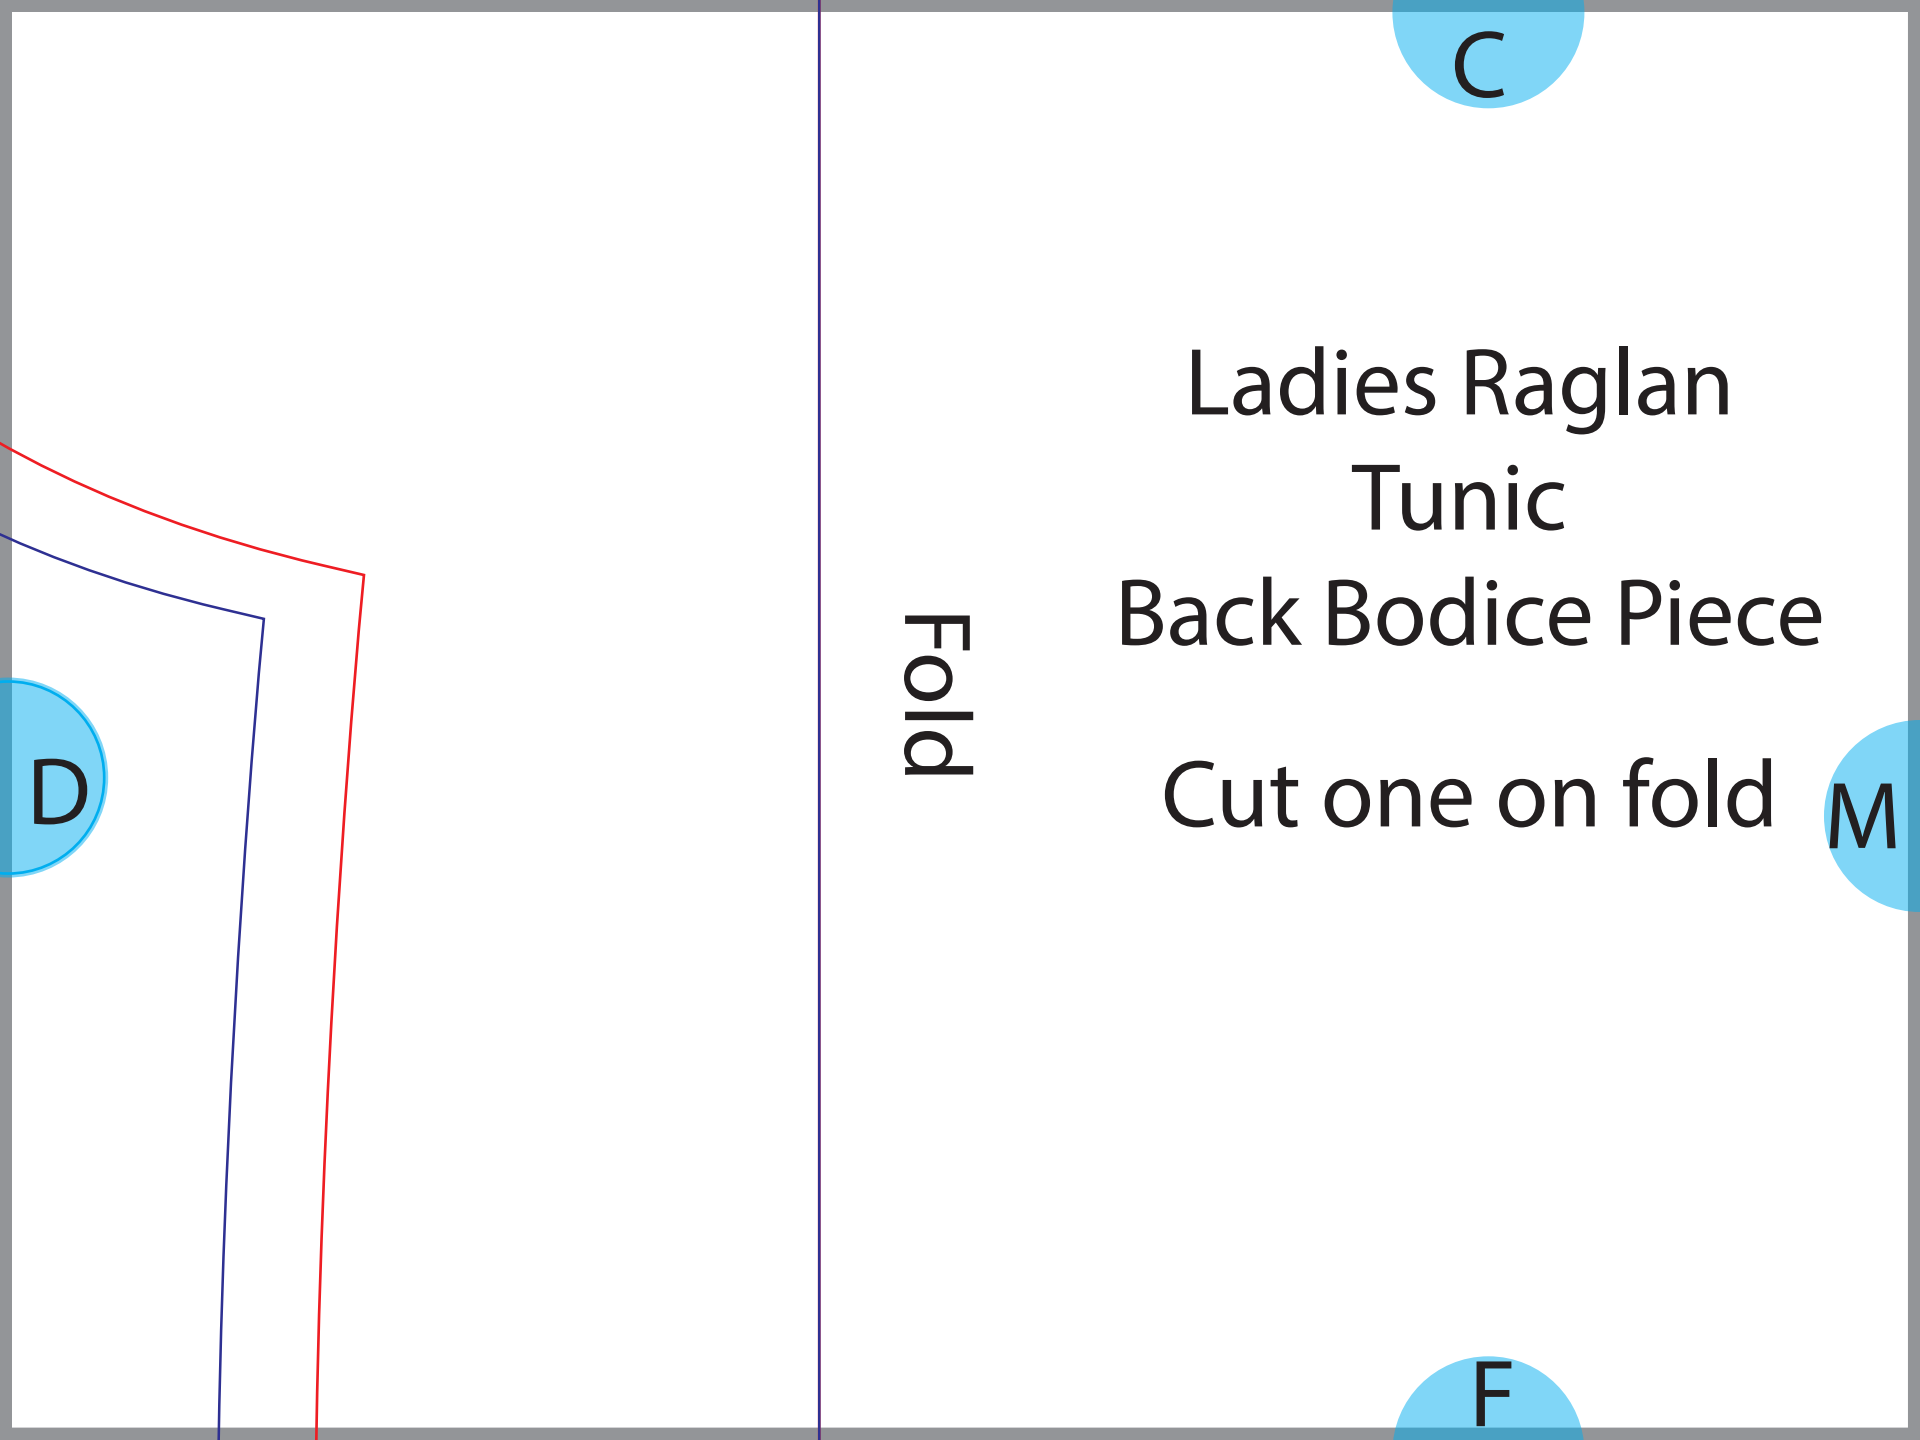 C
Ladies Raglan
Tunic
Back Bodice Piece
Fold
Cut one on fold
D
M
F